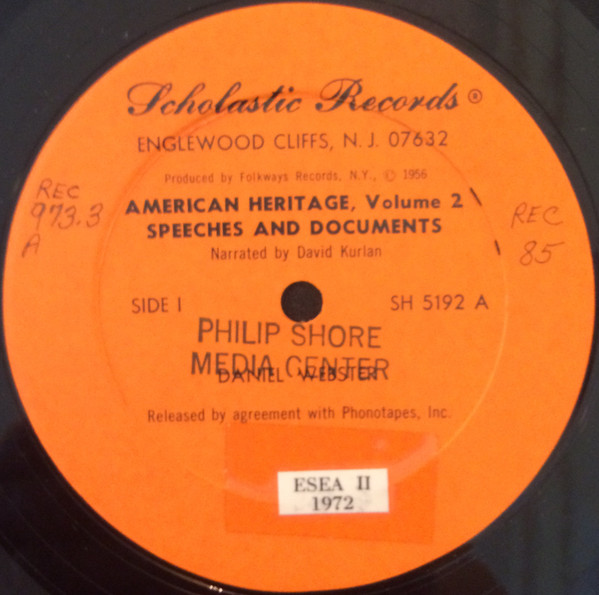 Scholastic Records ®
ENGLEWOOD CLIFFS, N. J. 07632
Produced by Folkways Records, N.Y., © 1956
REC
973.3
A
AMERICAN HERITAGE, Volume 2
SPEECHES AND DOCUMENTS
Narrated by David Kurlan
REC
85
SIDE I
SH 5192 A
PHILIP SHORE
MEDIA CENTER
DANIEL WEBSTER
Released by agreement with Phonotapes, Inc.
ESEA II
1972